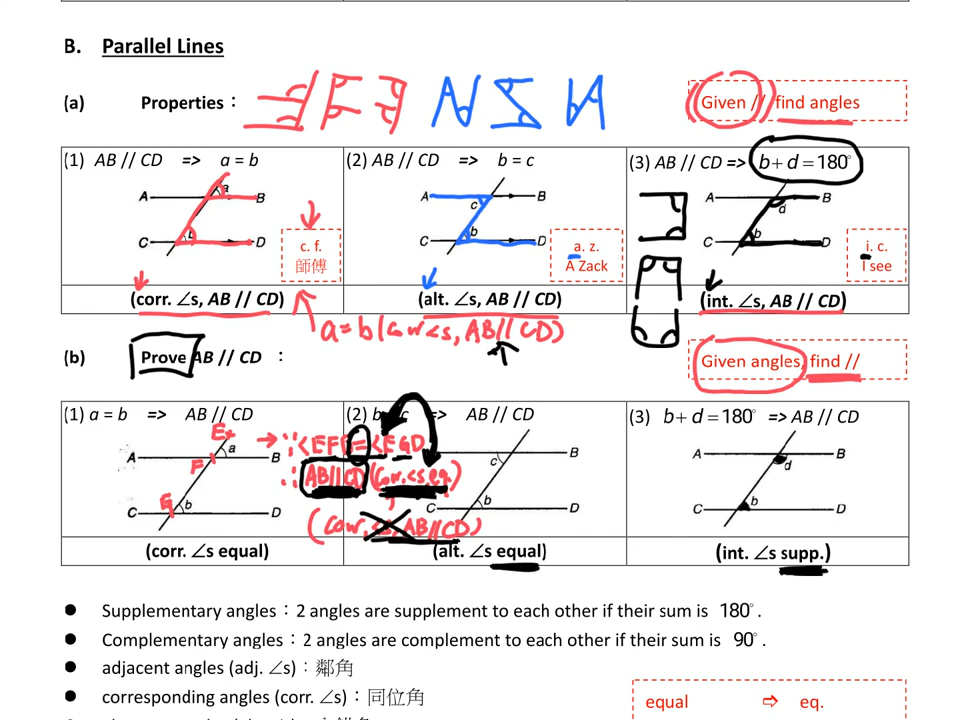 B. Parallel Lines
(a) Properties：
Given // find angles
(1) AB // CD => a = b
(2) AB // CD => b = c
(3) AB // CD => b + d = 180°
A B a
C D b
A B c
C D b
A B d
C D b
c. f.
師傅
a. z.
A Zack
i. c.
I see
(corr. ∠s, AB // CD)
(alt. ∠s, AB // CD)
(int. ∠s, AB // CD)
a=b (corr <s, AB // CD)
(b) Prove AB // CD ：
Given angles, find //
(1) a = b => AB // CD
(2) b c => AB // CD
(3) b + d = 180° => AB // CD
E
A F B a
G
C D b
∵ <EFB = <EGD
∴ AB//CD (corr. <s eq.)
(corr. <s, AB//CD)
B c
C D b
A B d
C D b
(corr. ∠s equal)
(alt. ∠s equal)
(int. ∠s supp.)
● Supplementary angles：2 angles are supplement to each other if their sum is 180°.
● Complementary angles：2 angles are complement to each other if their sum is 90°.
● adjacent angles (adj. ∠s)：鄰角
● corresponding angles (corr. ∠s)：同位角
equal ⇨ eq.